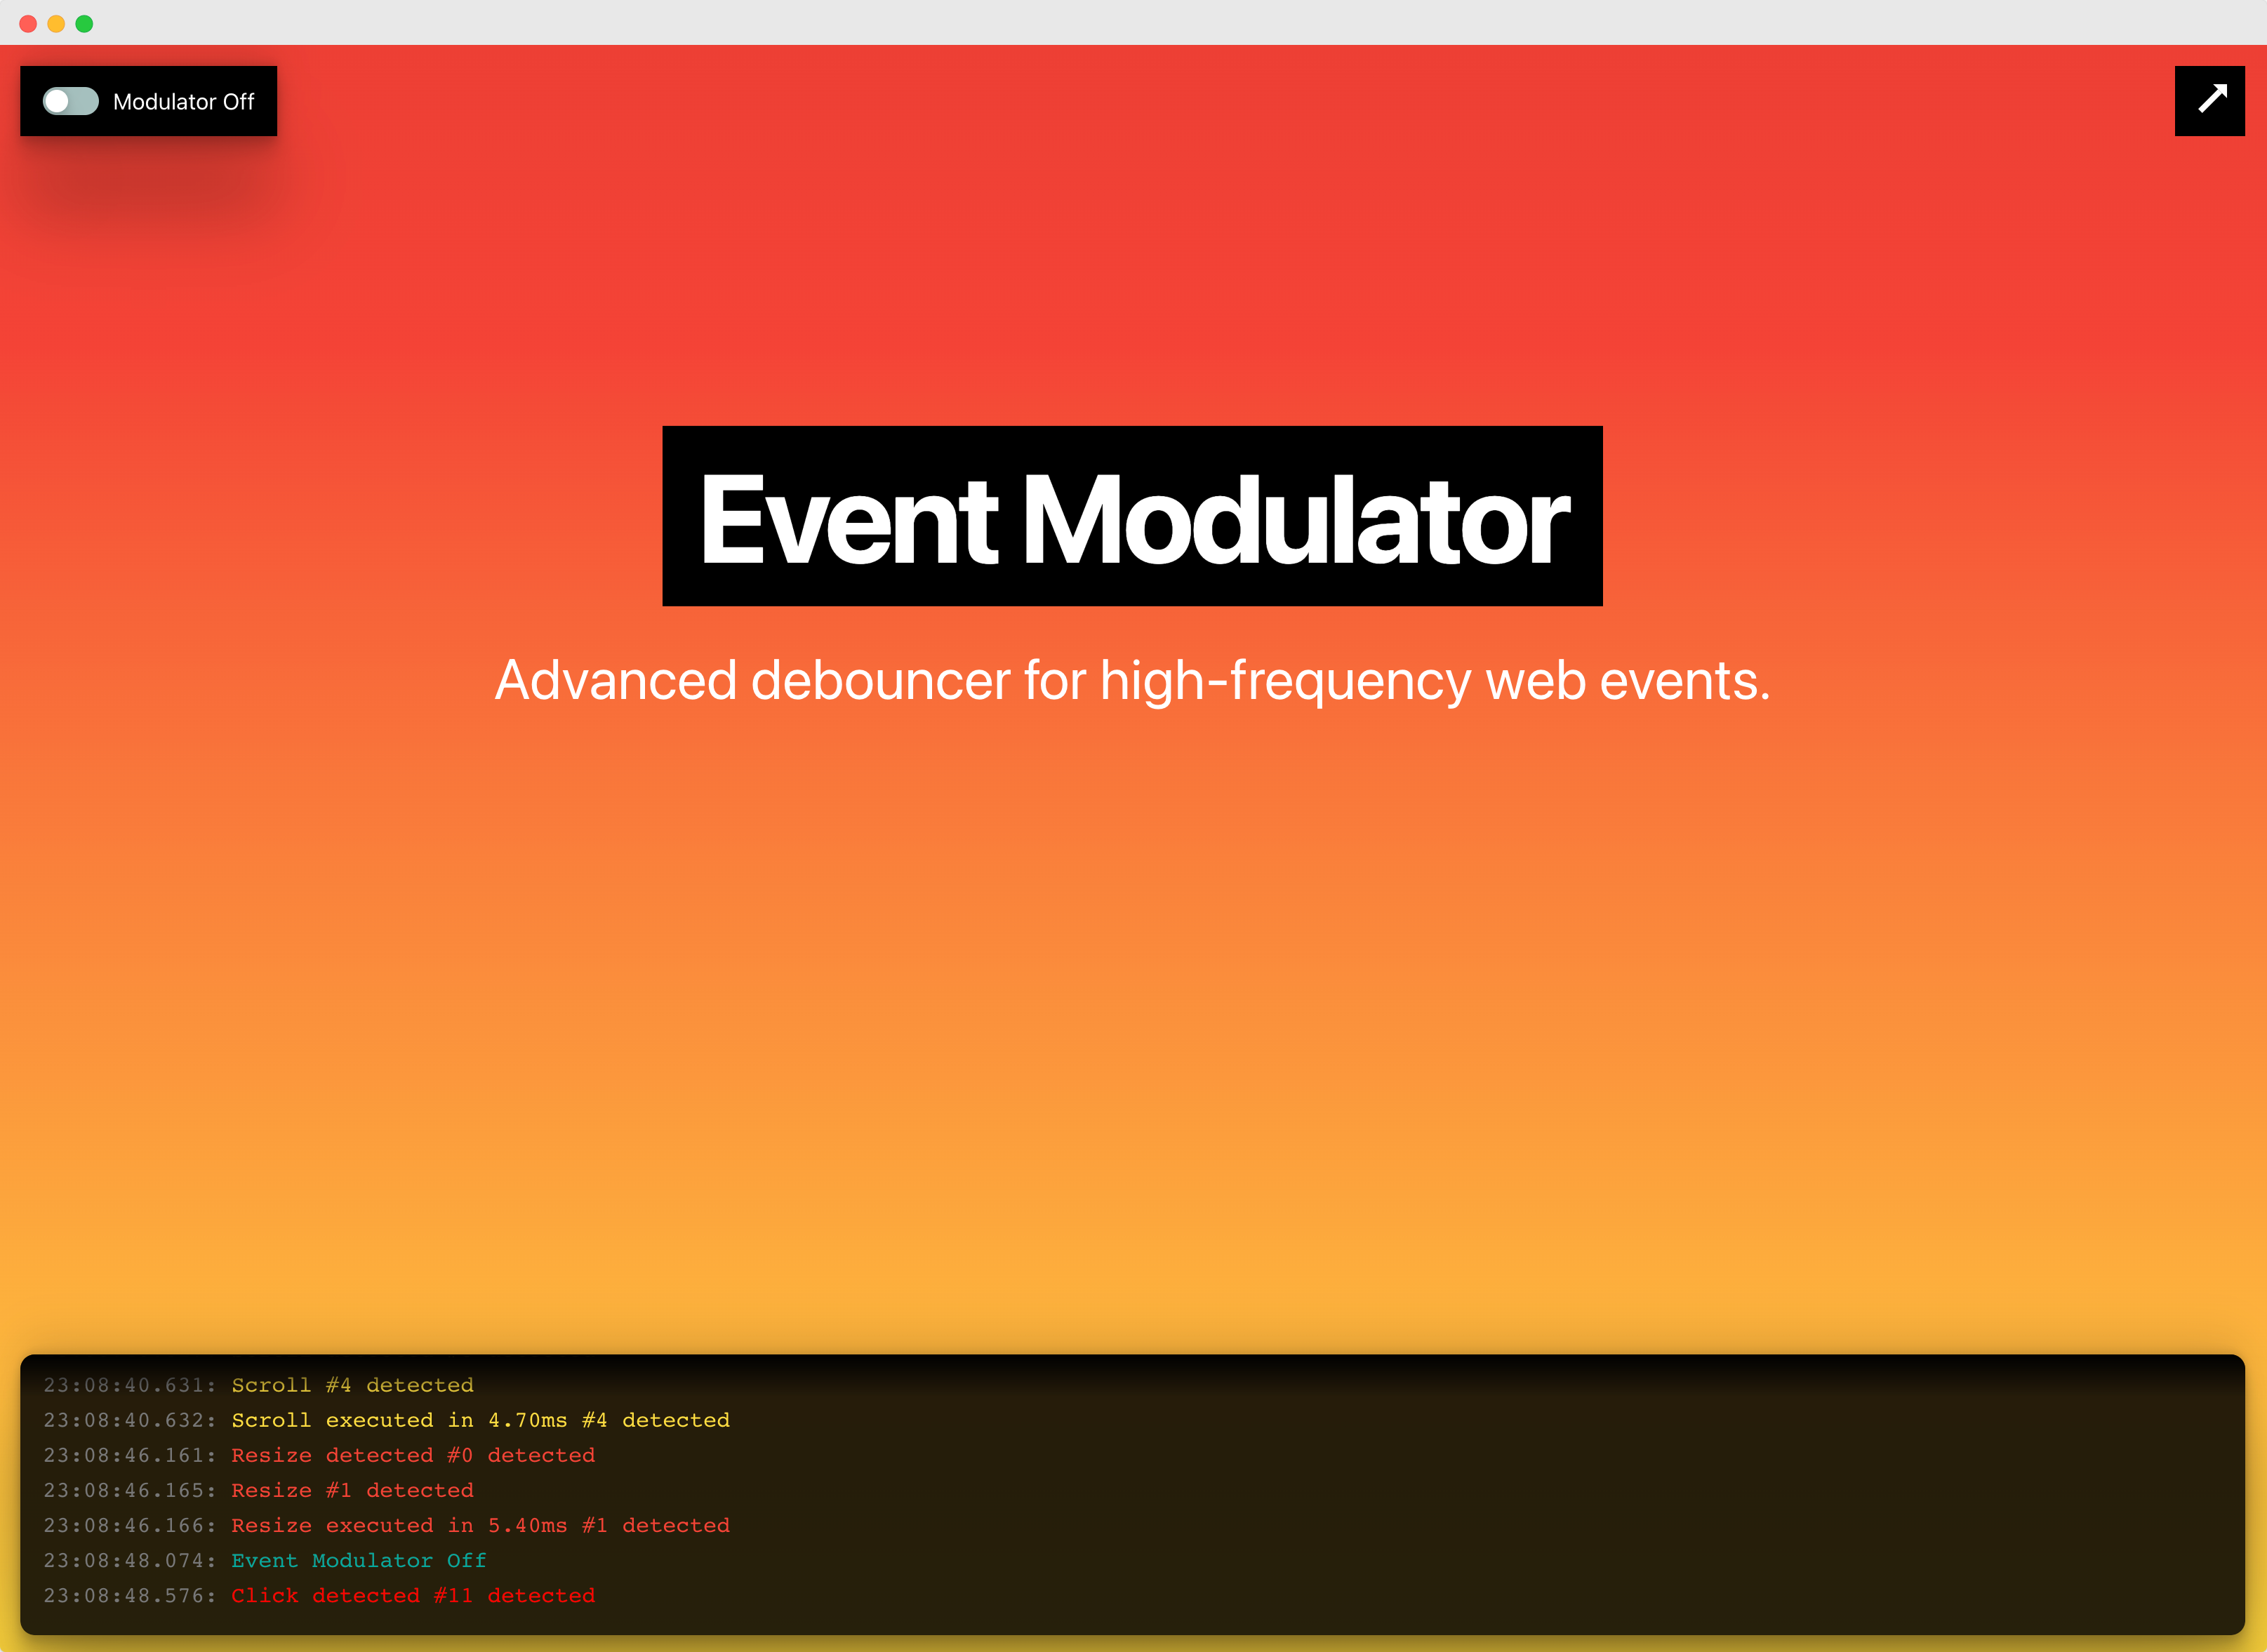 Modulator Off
Event Modulator
Advanced debouncer for high-frequency web events.
23:08:40.631: Scroll #4 detected
23:08:40.632: Scroll executed in 4.70ms #4 detected
23:08:46.161: Resize detected #0 detected
23:08:46.165: Resize #1 detected
23:08:46.166: Resize executed in 5.40ms #1 detected
23:08:48.074: Event Modulator Off
23:08:48.576: Click detected #11 detected